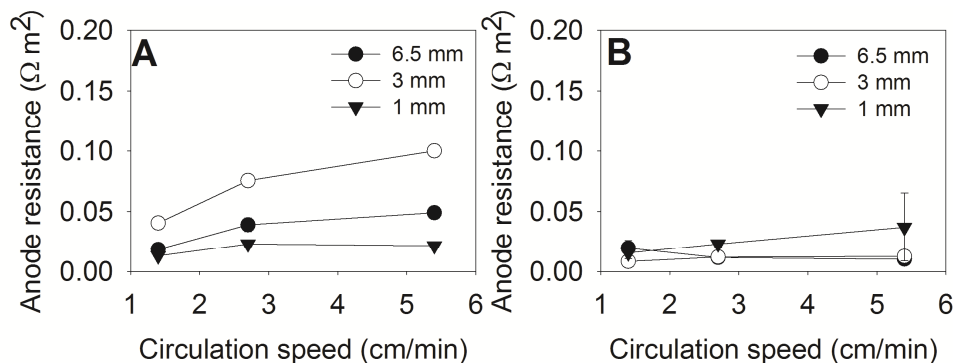 A
6.5 mm
3 mm
1 mm
Anode resistance (Ω m²)
0.20
0.15
0.10
0.05
0.00
1 2 3 4 5 6
Circulation speed (cm/min)
B
6.5 mm
3 mm
1 mm
Anode resistance (Ω m²)
0.20
0.15
0.10
0.05
0.00
1 2 3 4 5 6
Circulation speed (cm/min)